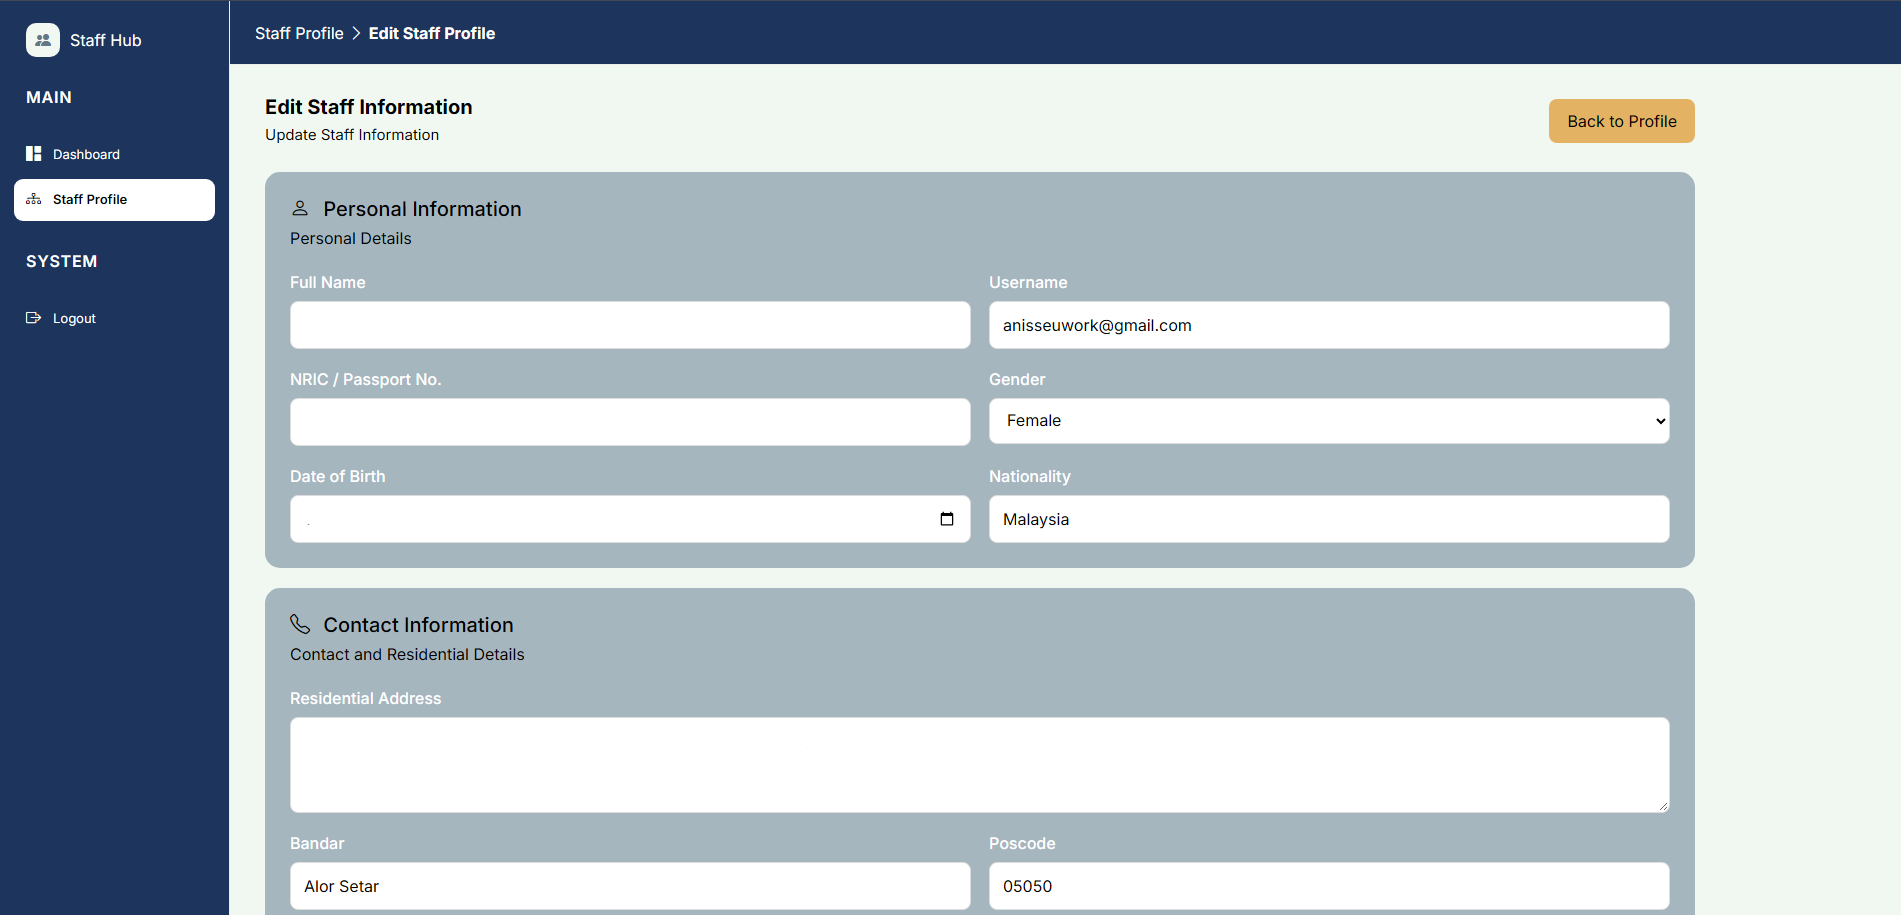 Staff Hub
MAIN
Dashboard
Staff Profile
SYSTEM
Logout
Staff Profile > Edit Staff Profile
Edit Staff Information
Update Staff Information
Back to Profile
Personal Information
Personal Details
Full Name
Username
anisseuwork@gmail.com
NRIC / Passport No.
Gender
Female
Date of Birth
Nationality
Malaysia
Contact Information
Contact and Residential Details
Residential Address
Bandar
Poscode
Alor Setar
05050